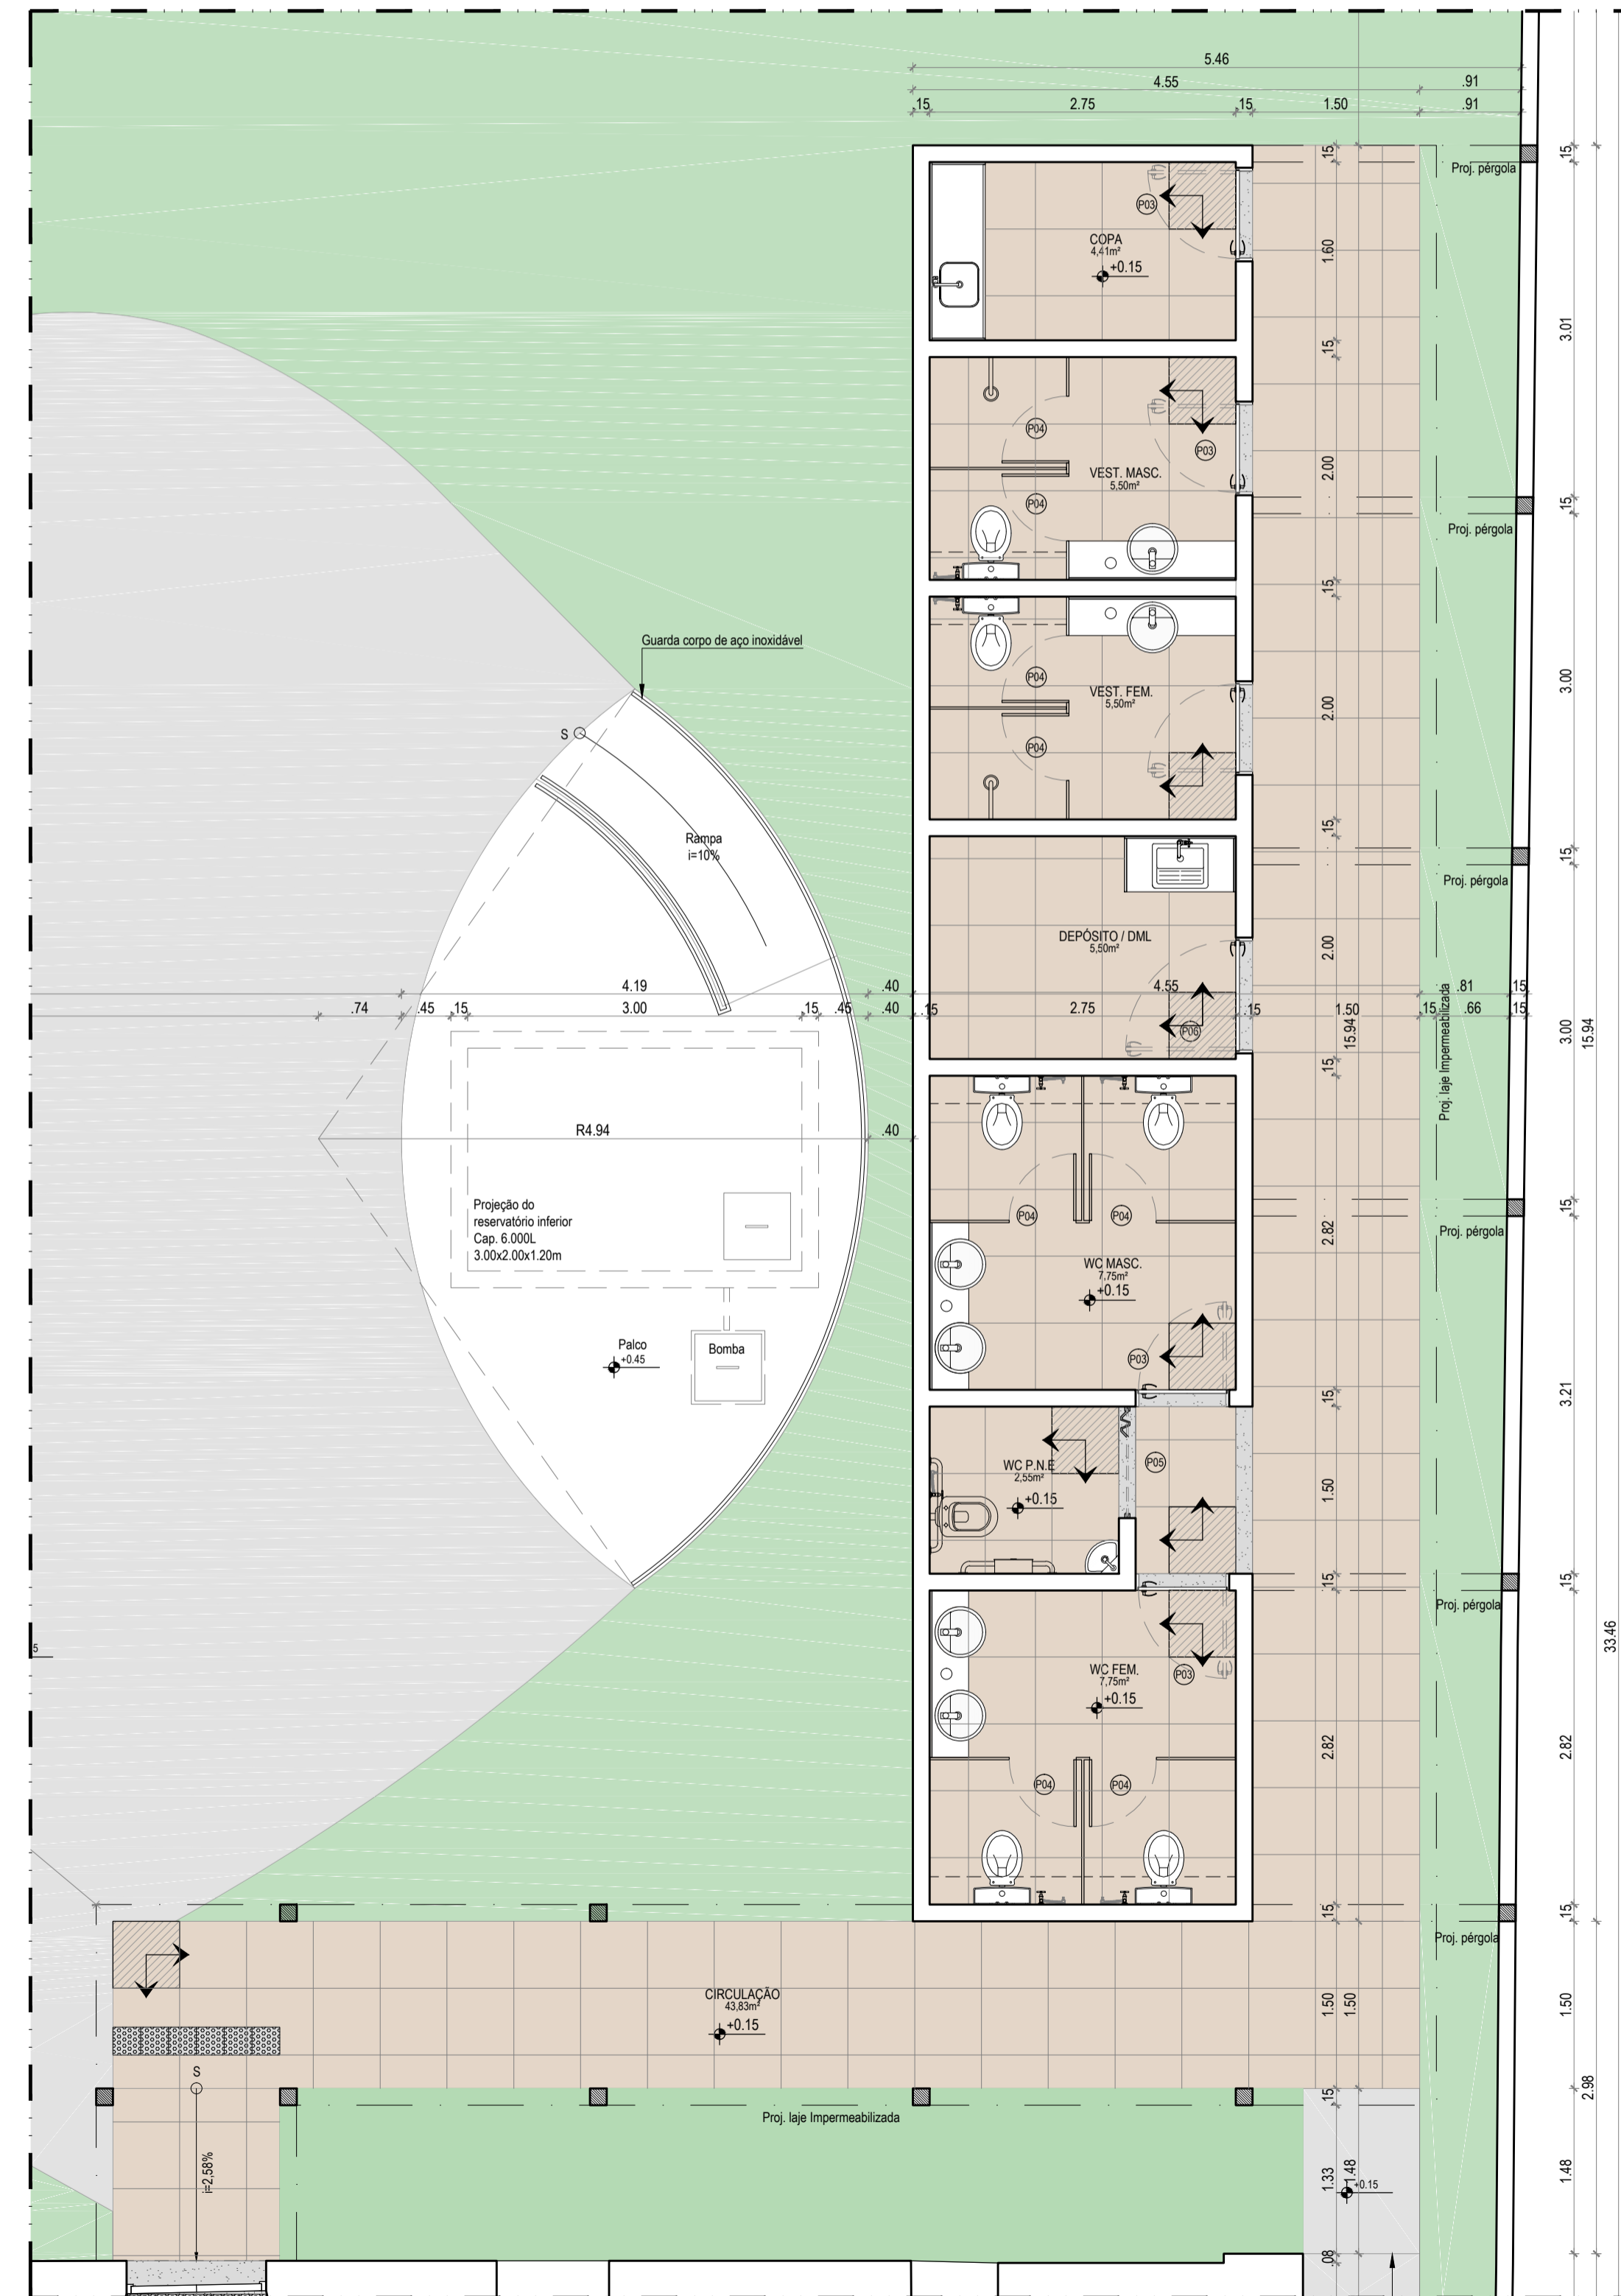 5.46
4.55 .91
.15 2.75 .15 1.50 .91
15
15
Proj. pérgola
P03
COPA
4,41m²
+0.15
1.60
3.01
15
P04
P03
VEST. MASC.
5,50m²
2.00
P04
15
Proj. pérgola
15
Guarda corpo de aço inoxidável
P04
VEST. FEM.
5,50m²
2.00
3.00
S
P04
15
Rampa
i=10%
15
Proj. pérgola
DEPÓSITO / DML
5,50m²
2.00
4.19 .40 4.55 .81 15
.74 .45 .15 3.00 .15 .45 .40 .15 2.75 .15 1.50 .15 .66 .15
P06
15.94
Proj. laje Impermeabilizada
3.00
15.94
15
R4.94 .40
Projeção do
reservatório inferior
Cap. 6.000L
3.00x2.00x1.20m
P04
P04
2.82
15
Proj. pérgola
WC MASC.
7,75m²
+0.15
Palco
+0.45
Bomba
P03
15
3.21
WC P.N.E
2,55m²
+0.15
P05
1.50
15
15
Proj. pérgola
33.46
5
WC FEM.
7,75m²
+0.15
P03
2.82
2.82
P04
P04
15
15
Proj. pérgola
CIRCULAÇÃO
43,83m²
+0.15
1.50
1.50
1.50
S
15
2.98
Proj. laje Impermeabilizada
i=2,58%
1.33
1.48
+0.15
1.48
.08